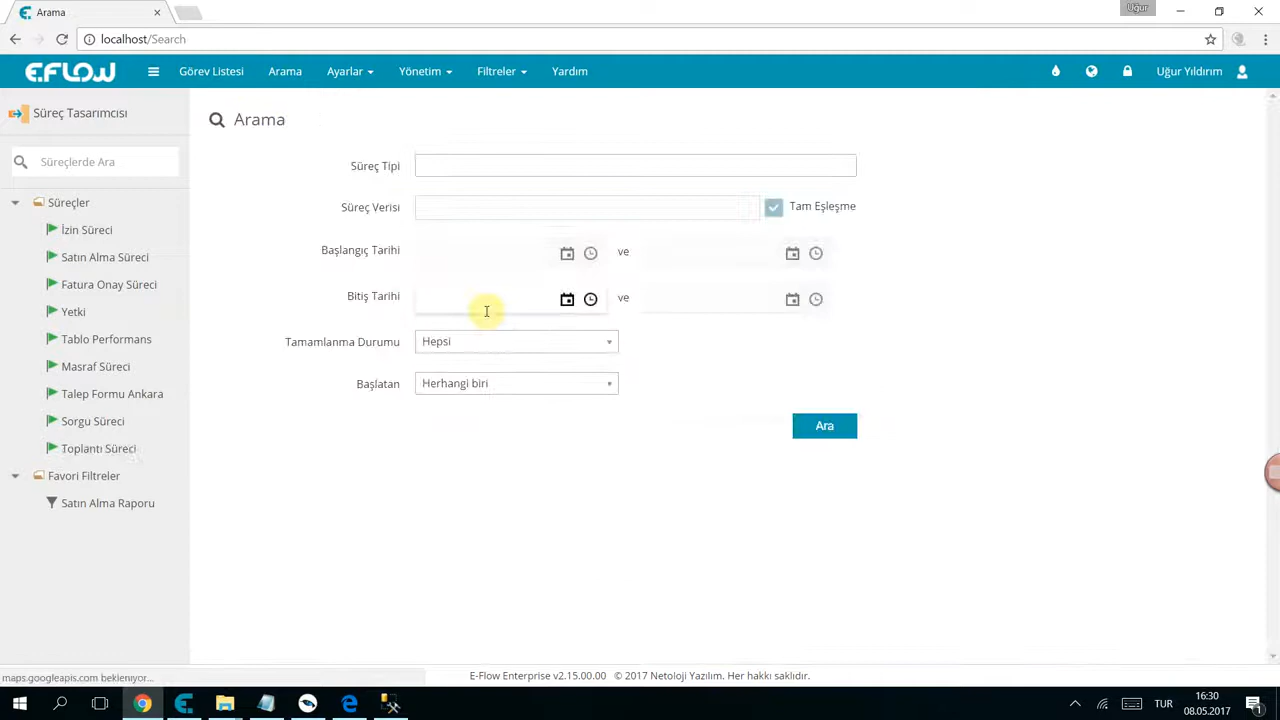 Arama
Uğur
localhost/Search
E-FLOW
Görev Listesi
Arama
Ayarlar
Yönetim
Filtreler
Yardım
Uğur Yıldırım
Süreç Tasarımcısı
Süreçlerde Ara
Süreçler
İzin Süreci
Satın Alma Süreci
Fatura Onay Süreci
Yetki
Tablo Performans
Masraf Süreci
Talep Formu Ankara
Sorgu Süreci
Toplantı Süreci
Favori Filtreler
Satın Alma Raporu
Arama
Süreç Tipi
Süreç Verisi
Tam Eşleşme
Başlangıç Tarihi
ve
Bitiş Tarihi
ve
Tamamlanma Durumu
Hepsi
Başlatan
Herhangi biri
Ara
maps.googleapis.com bekleniyor...
E-Flow Enterprise v2.15.00.00 © 2017 Netoloji Yazılım. Her hakkı saklıdır.
TUR
16:30
08.05.2017
1